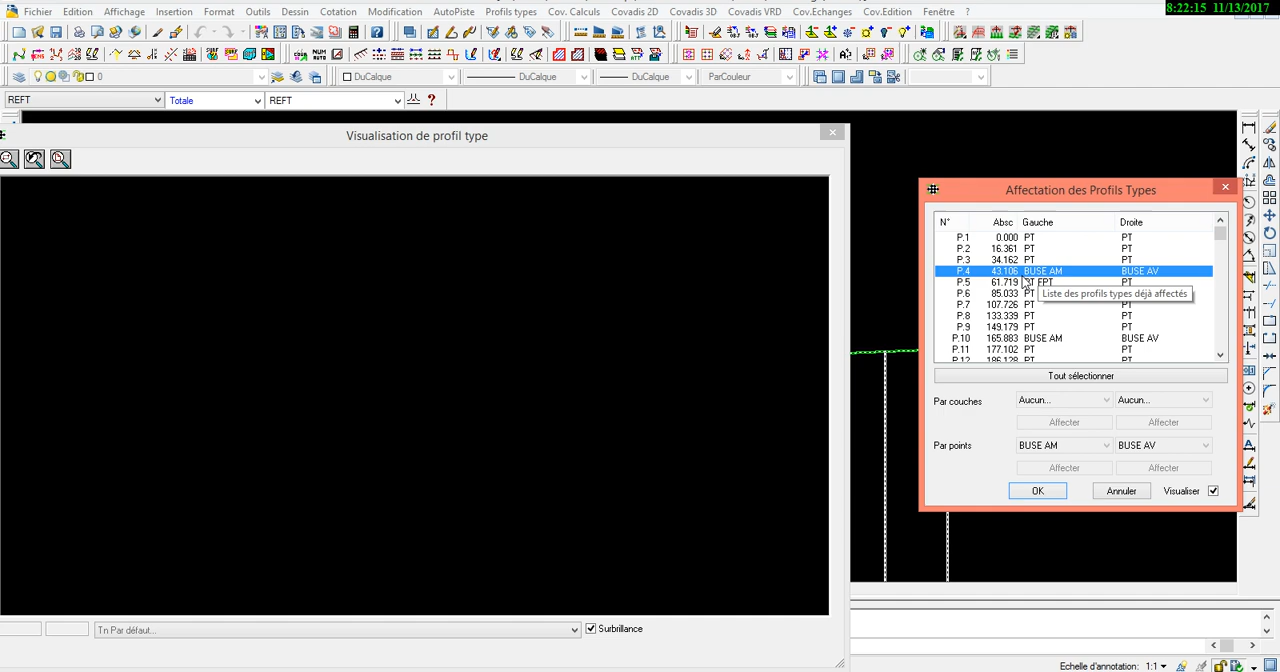 8:22:15 11/13/2017
Fichier Edition Affichage Insertion Format Outils Dessin Cotation Modification AutoPiste Profils types Cov. Calculs Covadis 2D Covadis 3D Covadis VRD Cov.Echanges Cov.Edition Fenêtre ?
0 DuCalque DuCalque DuCalque ParCouleur
REFT Totale REFT ?
Visualisation de profil type
Affectation des Profils Types
N° Absc Gauche Droite
P.1 0.000 PT PT
P.2 16.361 PT PT
P.3 34.162 PT PT
P.4 43.106 BUSE AM BUSE AV
P.5 61.719 PT
Liste des profils types déjà affectés
P.6 85.033 PT
P.7 107.726 PT PT
P.8 133.339 PT PT
P.9 149.179 PT PT
P.10 165.883 BUSE AM BUSE AV
P.11 177.102 PT PT
P.12 186.128 PT PT
Tout sélectionner
Par couches Aucun... Aucun...
Affecter Affecter
Par points BUSE AM BUSE AV
Affecter Affecter
OK Annuler Visualiser
Tn Par défaut... Surbrillance
Echelle d'annotation: 1:1